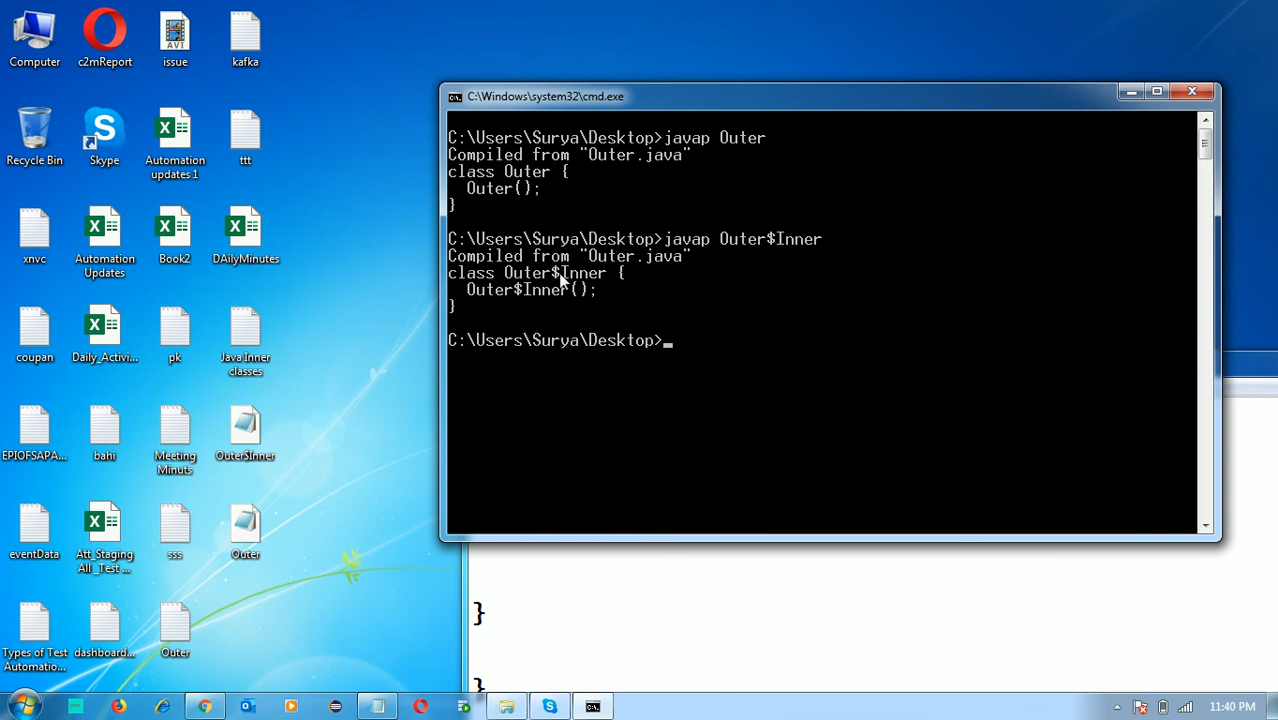 Computer
c2mReport
issue
kafka
AVI
Recycle Bin
Skype
Automation
updates 1
ttt
xnvc
Automation
Updates
Book2
DAilyMinutes
coupan
Daily_Activi...
pk
Java Inner
classes
EPIOFSAPA...
bahi
Meeting
Minuts
Outer$Inner
eventData
Att_Staging
All _Test ...
sss
Outer
Types of Test
Automatio...
dashboard...
Outer
C:\Windows\system32\cmd.exe
C:\Users\Surya\Desktop>javap Outer
Compiled from "Outer.java"
class Outer {
  Outer();
}
C:\Users\Surya\Desktop>javap Outer$Inner
Compiled from "Outer.java"
class Outer$Inner {
  Outer$Inner();
}
C:\Users\Surya\Desktop>_
}
}
11:40 PM